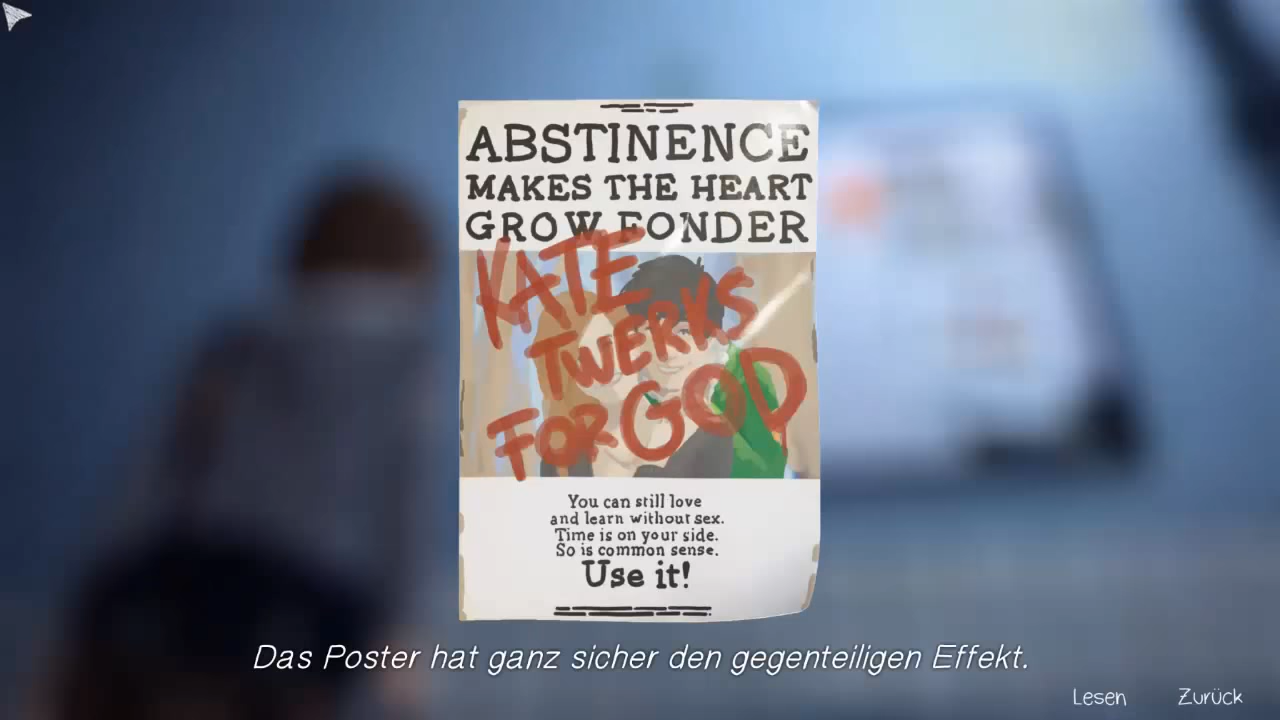 ABSTINENCE
MAKES THE HEART
GROW FONDER
KATE
TWERKS
FOR GOD
You can still love
and learn without sex.
Time is on your side.
So is common sense.
Use it!
Das Poster hat ganz sicher den gegenteiligen Effekt.
Lesen Zurück